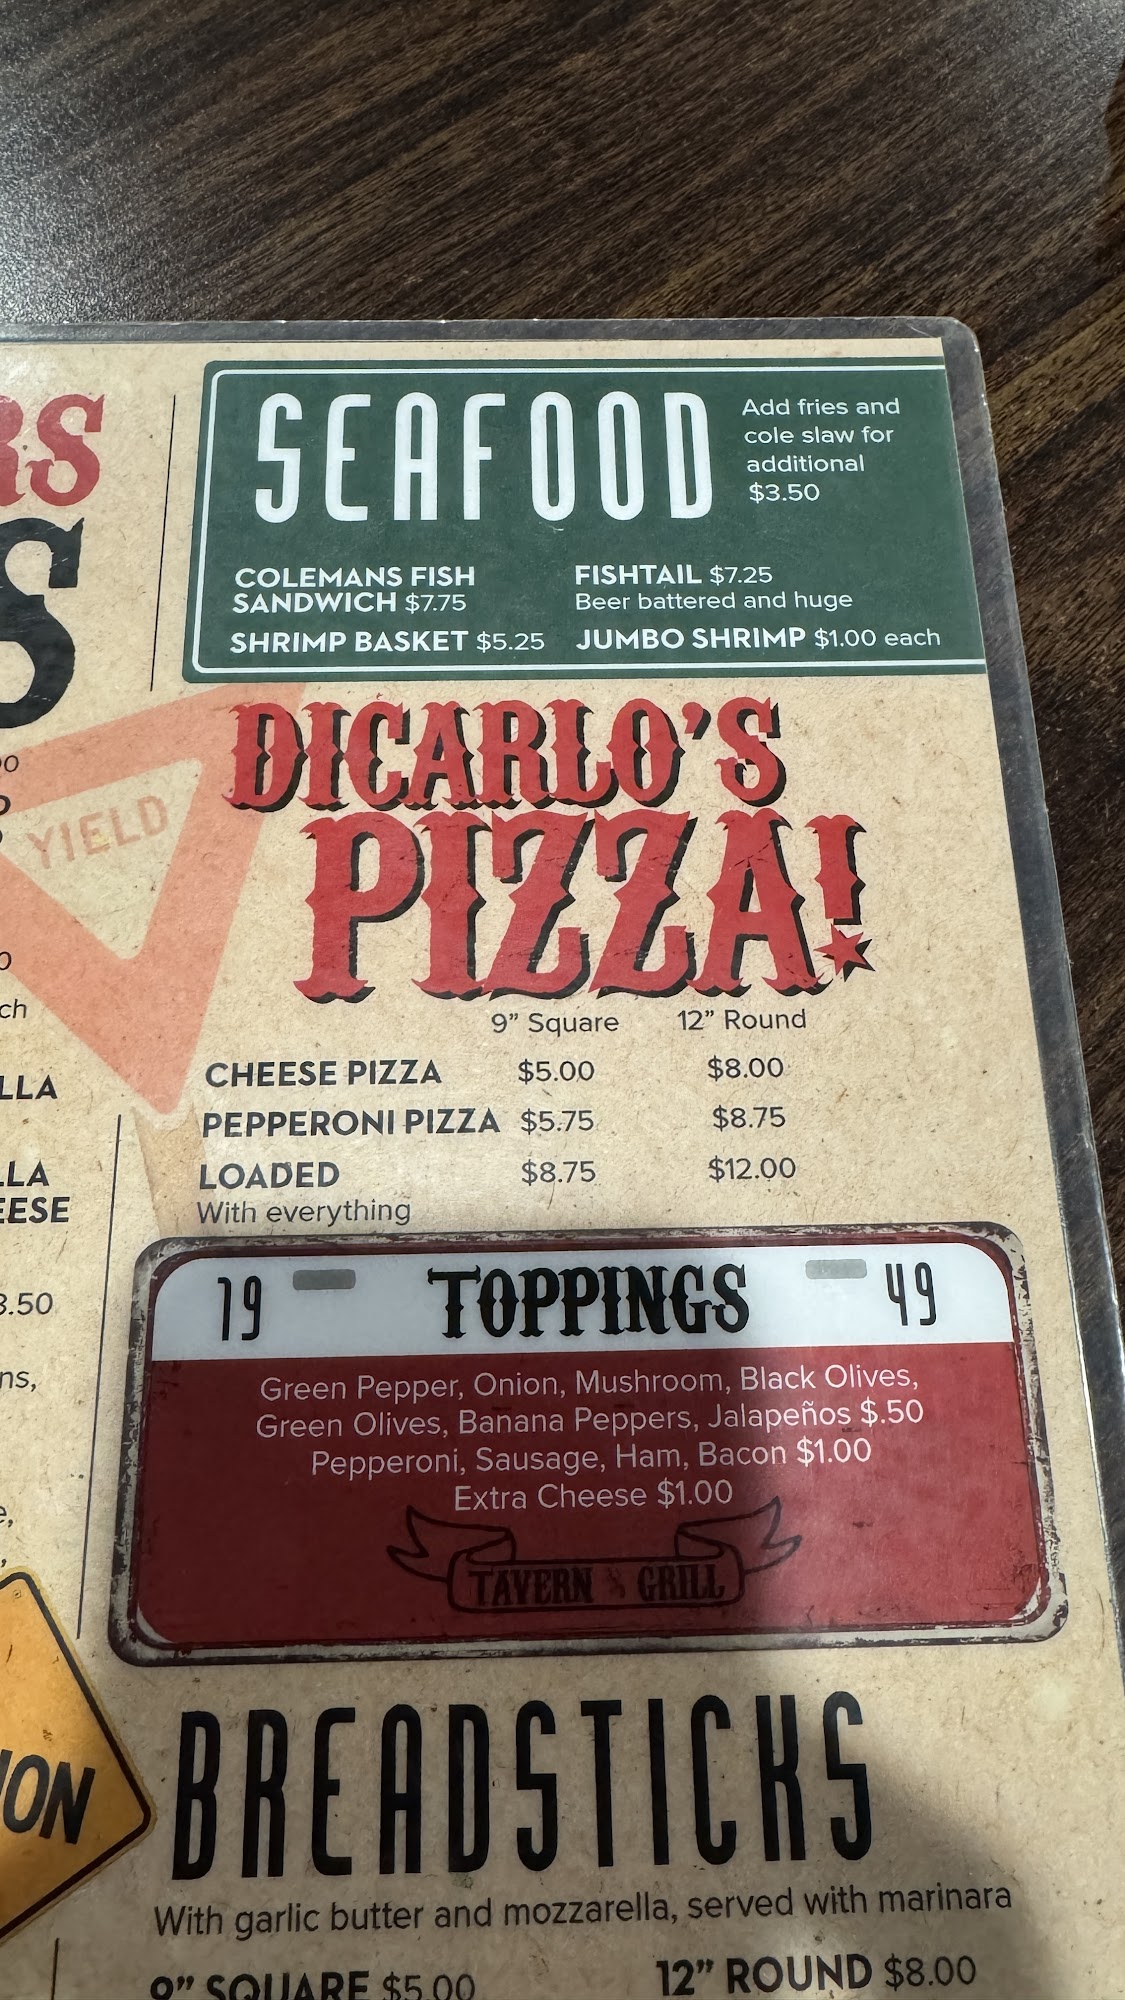 RS
S
SEAFOOD
Add fries and
cole slaw for
additional
$3.50
COLEMANS FISH
SANDWICH $7.75
SHRIMP BASKET $5.25
FISHTAIL $7.25
Beer battered and huge
JUMBO SHRIMP $1.00 each
YIELD
DICARLO'S
PIZZA!
9” Square 12” Round
CHEESE PIZZA $5.00 $8.00
PEPPERONI PIZZA $5.75 $8.75
LOADED $8.75 $12.00
With everything
19 TOPPINGS 49
Green Pepper, Onion, Mushroom, Black Olives,
Green Olives, Banana Peppers, Jalapeños $.50
Pepperoni, Sausage, Ham, Bacon $1.00
Extra Cheese $1.00
TAVERN GRILL
BREADSTICKS
With garlic butter and mozzarella, served with marinara
9” SQUARE $5.00 12” ROUND $8.00